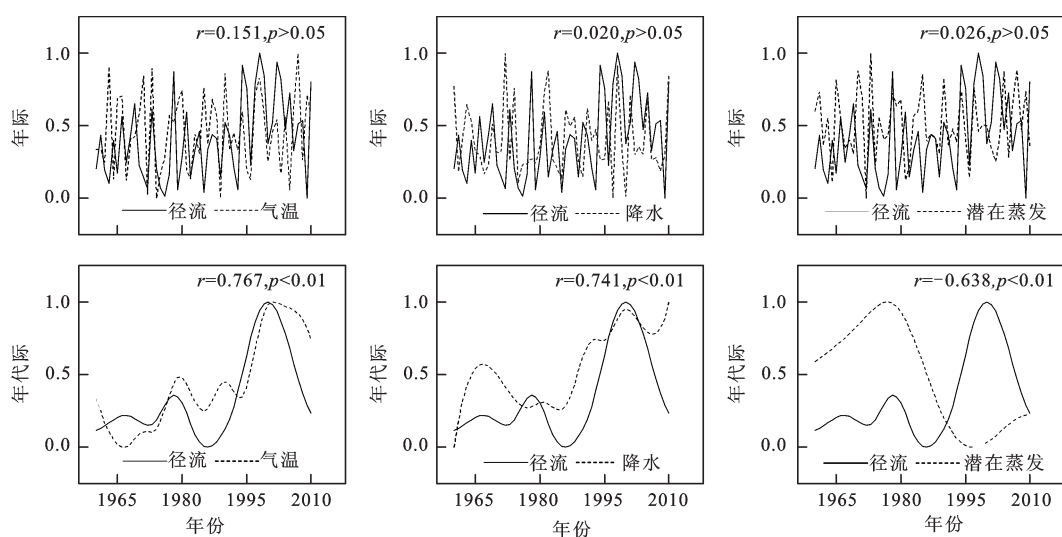 r=0.151,p>0.05
1.0
0.5
0.0
年际
径流 气温
r=0.020,p>0.05
1.0
0.5
0.0
年际
径流 降水
r=0.026,p>0.05
1.0
0.5
0.0
年际
径流 潜在蒸发
r=0.767,p<0.01
1.0
0.5
0.0
年代际
径流 气温
1965 1980 1995 2010
年份
r=0.741,p<0.01
1.0
0.5
0.0
年代际
径流 降水
1965 1980 1995 2010
年份
r=−0.638,p<0.01
1.0
0.5
0.0
年代际
径流 潜在蒸发
1965 1980 1995 2010
年份